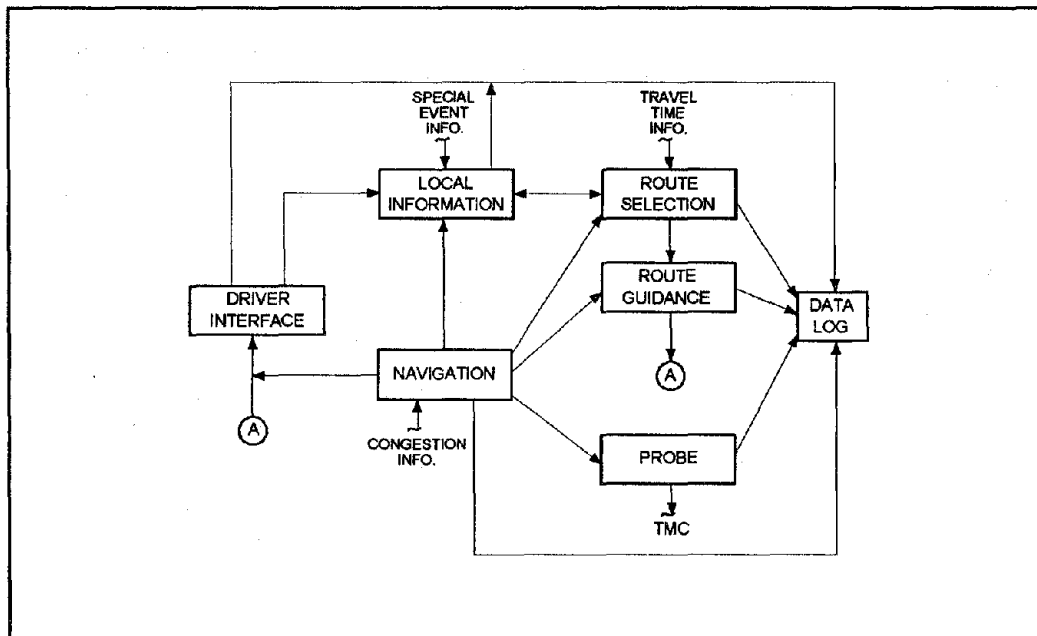 SPECIAL
EVENT
INFO.
TRAVEL
TIME
INFO.
LOCAL
INFORMATION
ROUTE
SELECTION
DRIVER
INTERFACE
ROUTE
GUIDANCE
DATA
LOG
NAVIGATION
A
A
CONGESTION
INFO.
PROBE
TMC